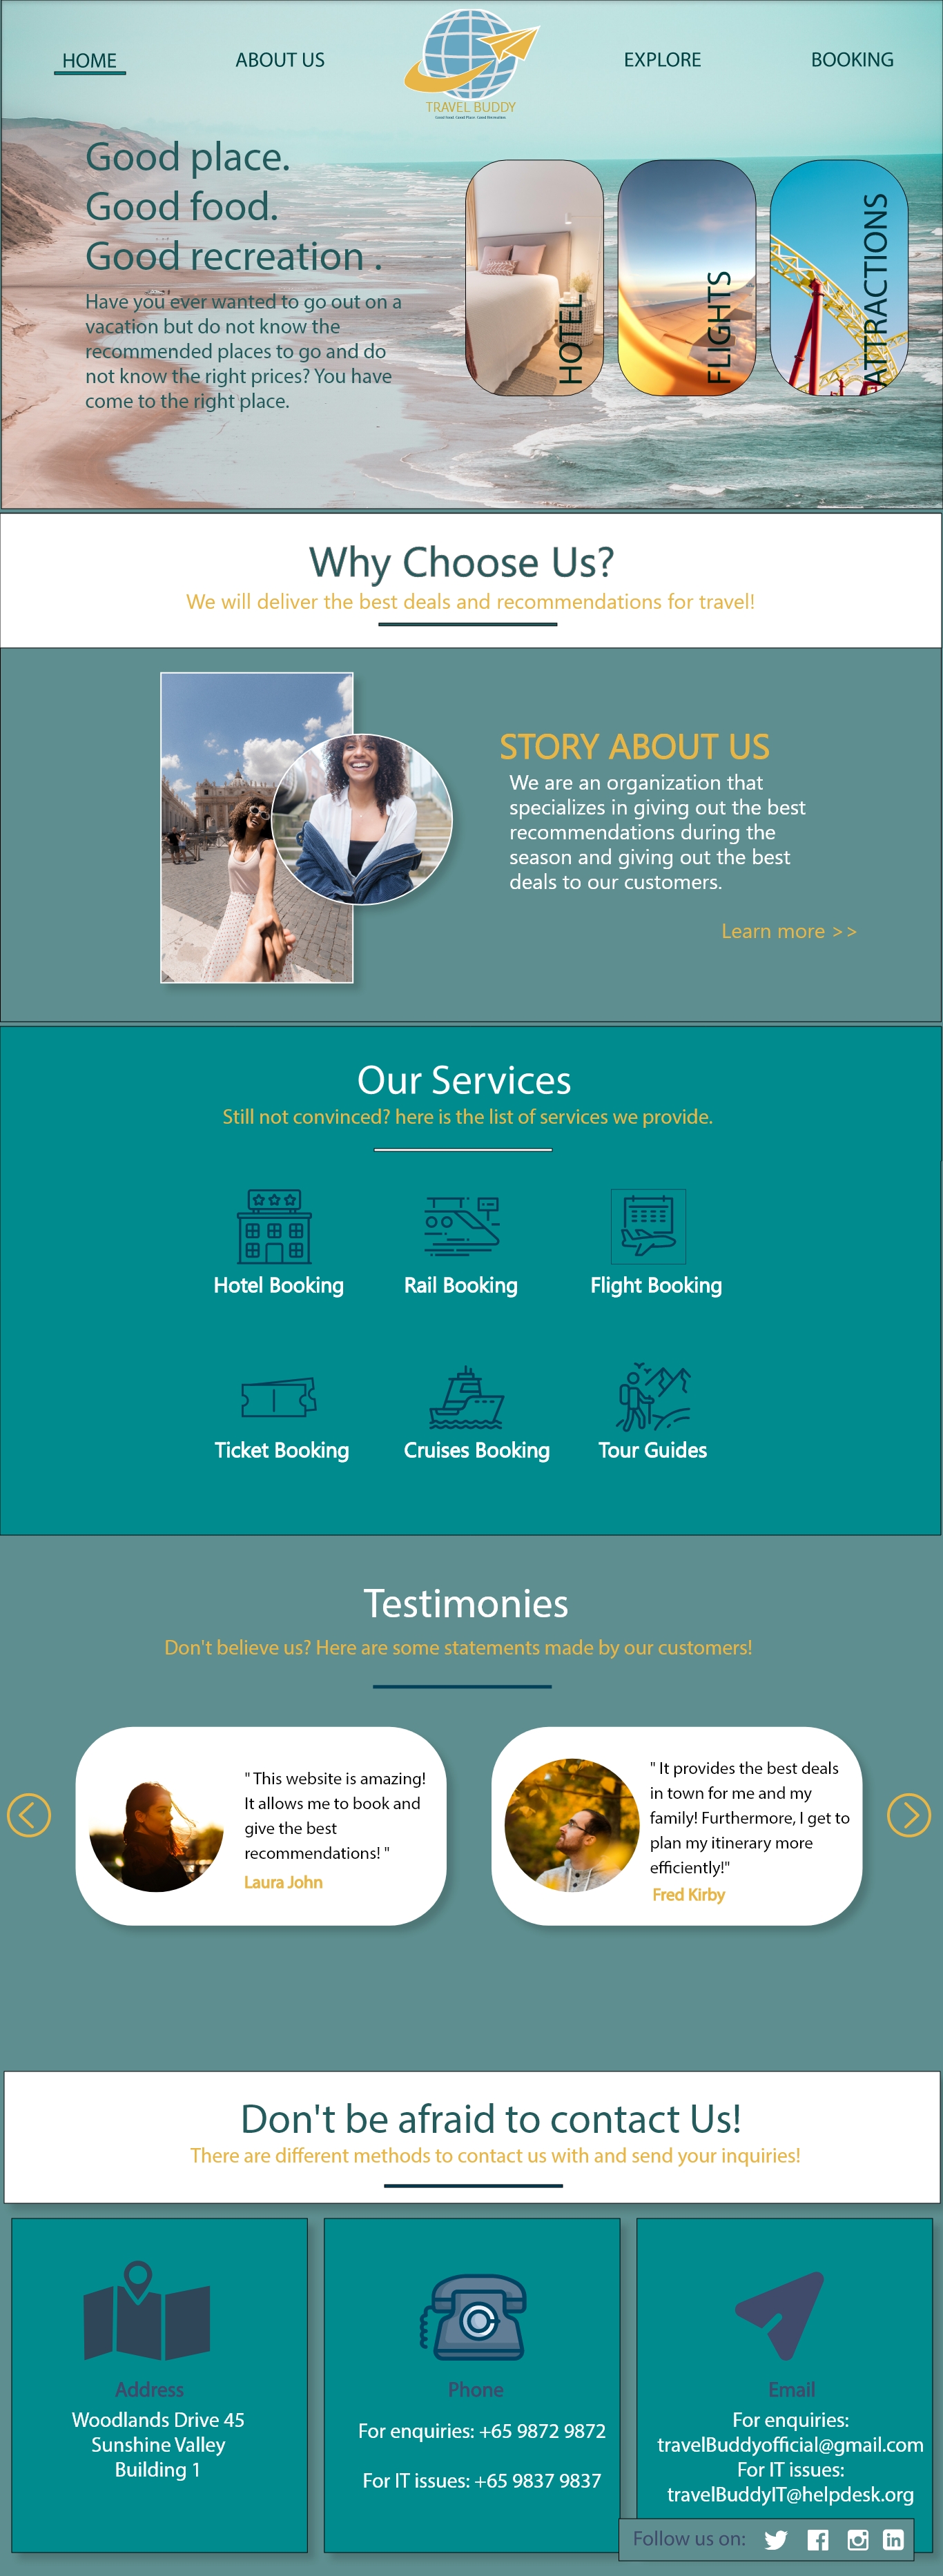 HOME
ABOUT US
EXPLORE
BOOKING
TRAVEL BUDDY
Good food. Good Place. Good Recreation
Good place.
Good food.
Good recreation .
Have you ever wanted to go out on a
vacation but do not know the
recommended places to go and do
not know the right prices? You have
come to the right place.
HOTEL
FLIGHTS
ATTRACTIONS
Why Choose Us?
We will deliver the best deals and recommendations for travel!
STORY ABOUT US
We are an organization that
specializes in giving out the best
recommendations during the
season and giving out the best
deals to our customers.
Learn more >>
Our Services
Still not convinced? here is the list of services we provide.
Hotel Booking
Rail Booking
Flight Booking
Ticket Booking
Cruises Booking
Tour Guides
Testimonies
Don't believe us? Here are some statements made by our customers!
" This website is amazing!
It allows me to book and
give the best
recommendations! "
Laura John
" It provides the best deals
in town for me and my
family! Furthermore, I get to
plan my itinerary more
efficiently!"
Fred Kirby
Don't be afraid to contact Us!
There are different methods to contact us with and send your inquiries!
Address
Woodlands Drive 45
Sunshine Valley
Building 1
Phone
For enquiries: +65 9872 9872
For IT issues: +65 9837 9837
Email
For enquiries:
travelBuddyofficial@gmail.com
For IT issues:
travelBuddyIT@helpdesk.org
Follow us on: